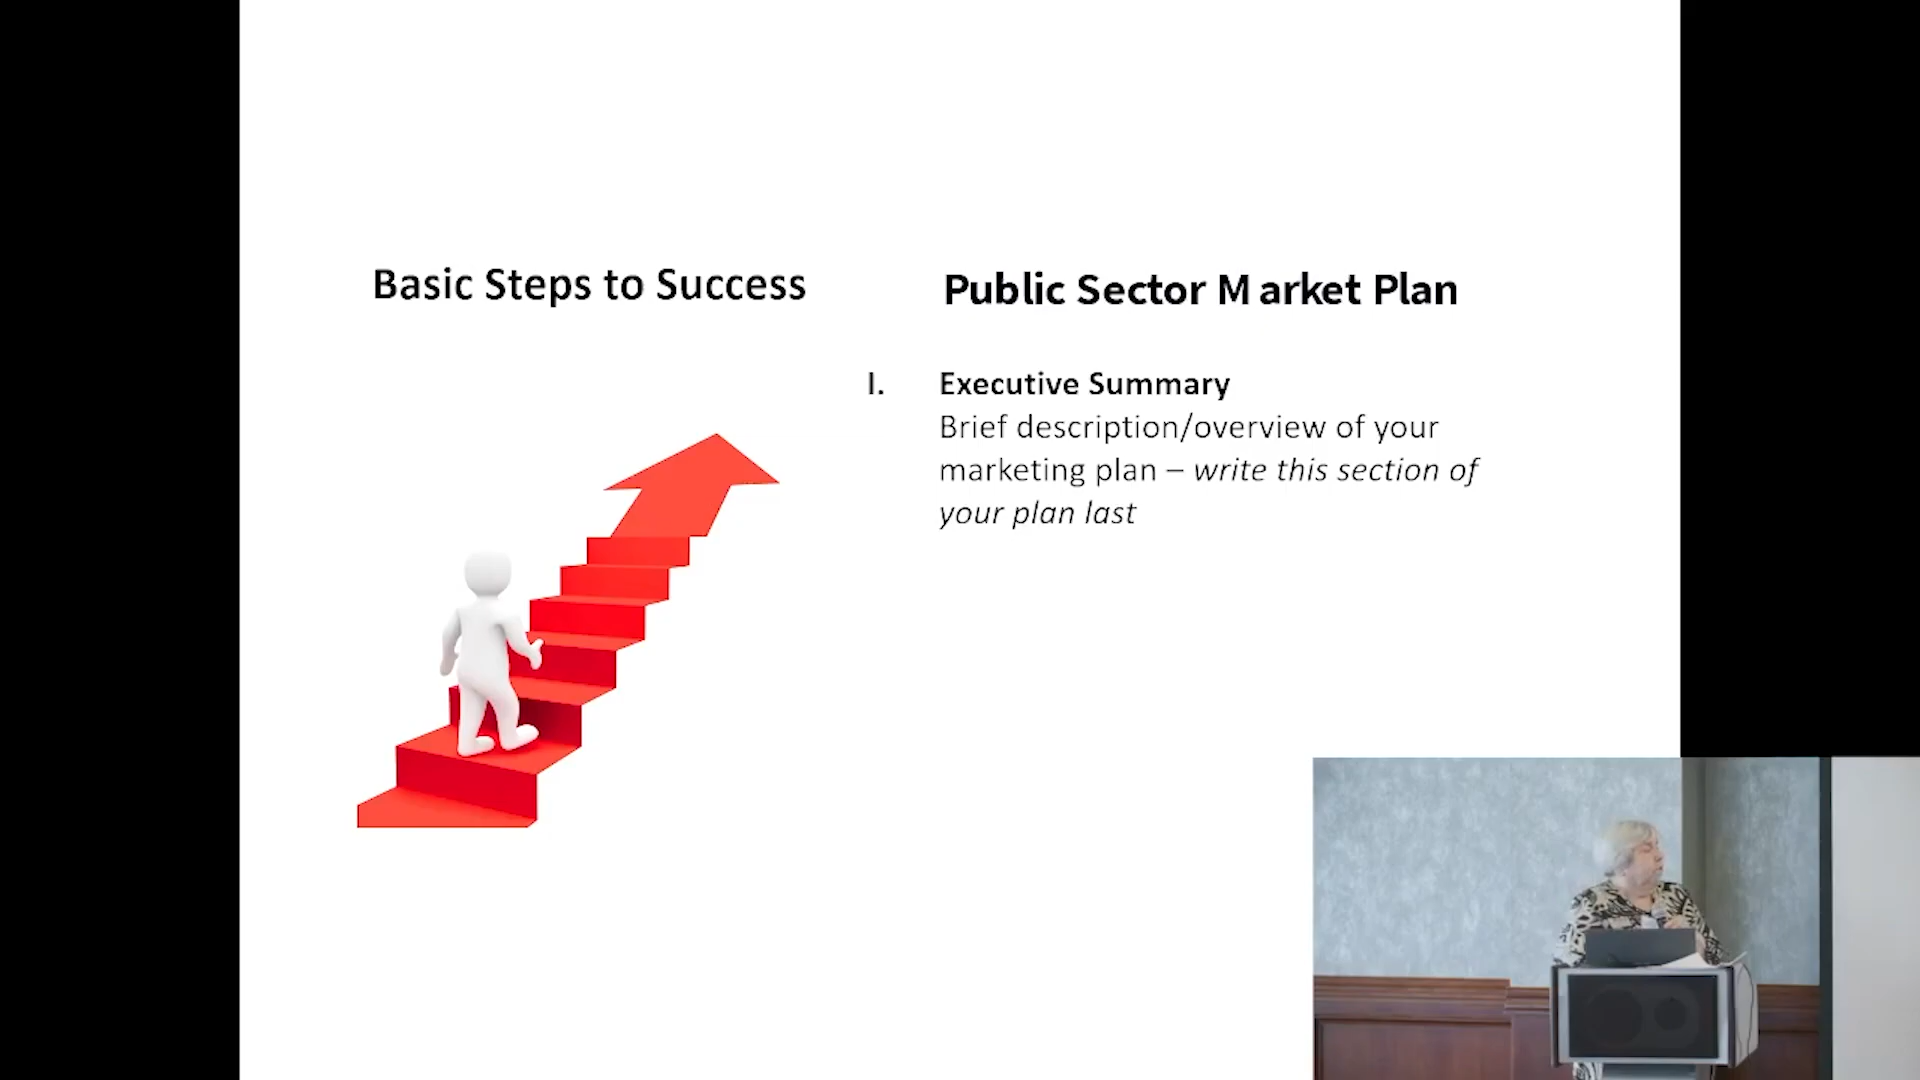 Basic Steps to Success
Public Sector Market Plan
I. Executive Summary
Brief description/overview of your
marketing plan – write this section of
your plan last